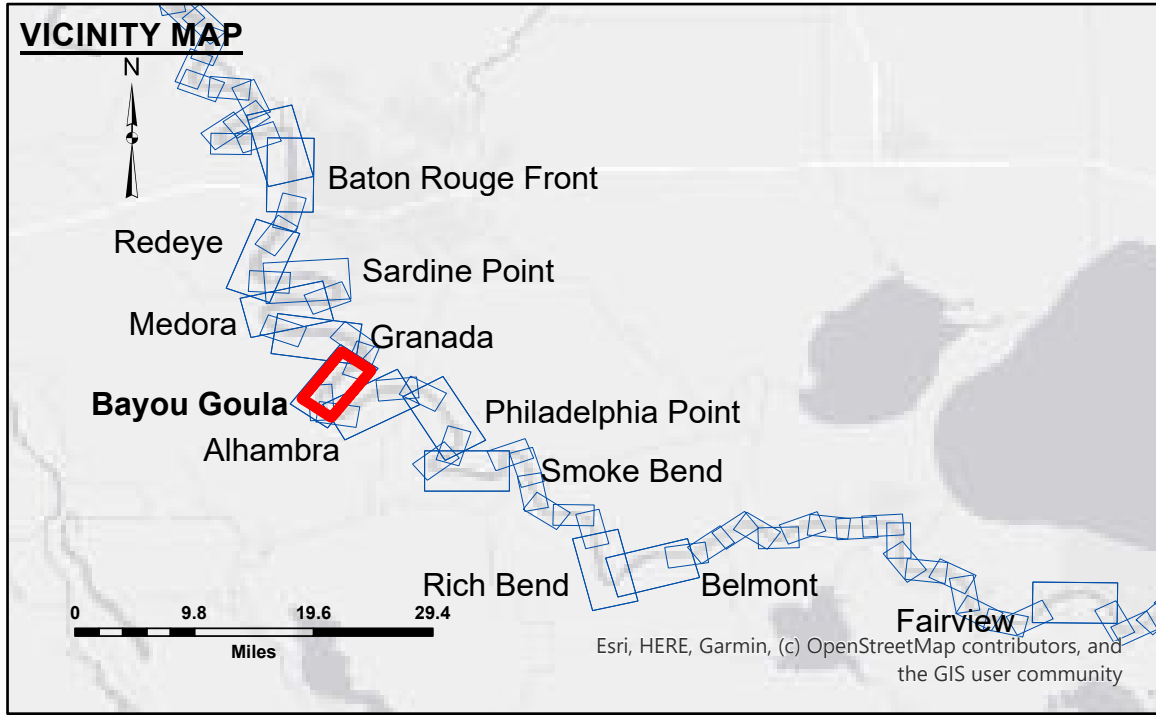 VICINITY MAP
N
Baton Rouge Front
Redeye
Sardine Point
Medora
Granada
Bayou Goula
Philadelphia Point
Alhambra
Smoke Bend
Rich Bend
Belmont
Fairview
0 9.8 19.6 29.4
Miles
Esri, HERE, Garmin, (c) OpenStreetMap contributors, and
the GIS user community